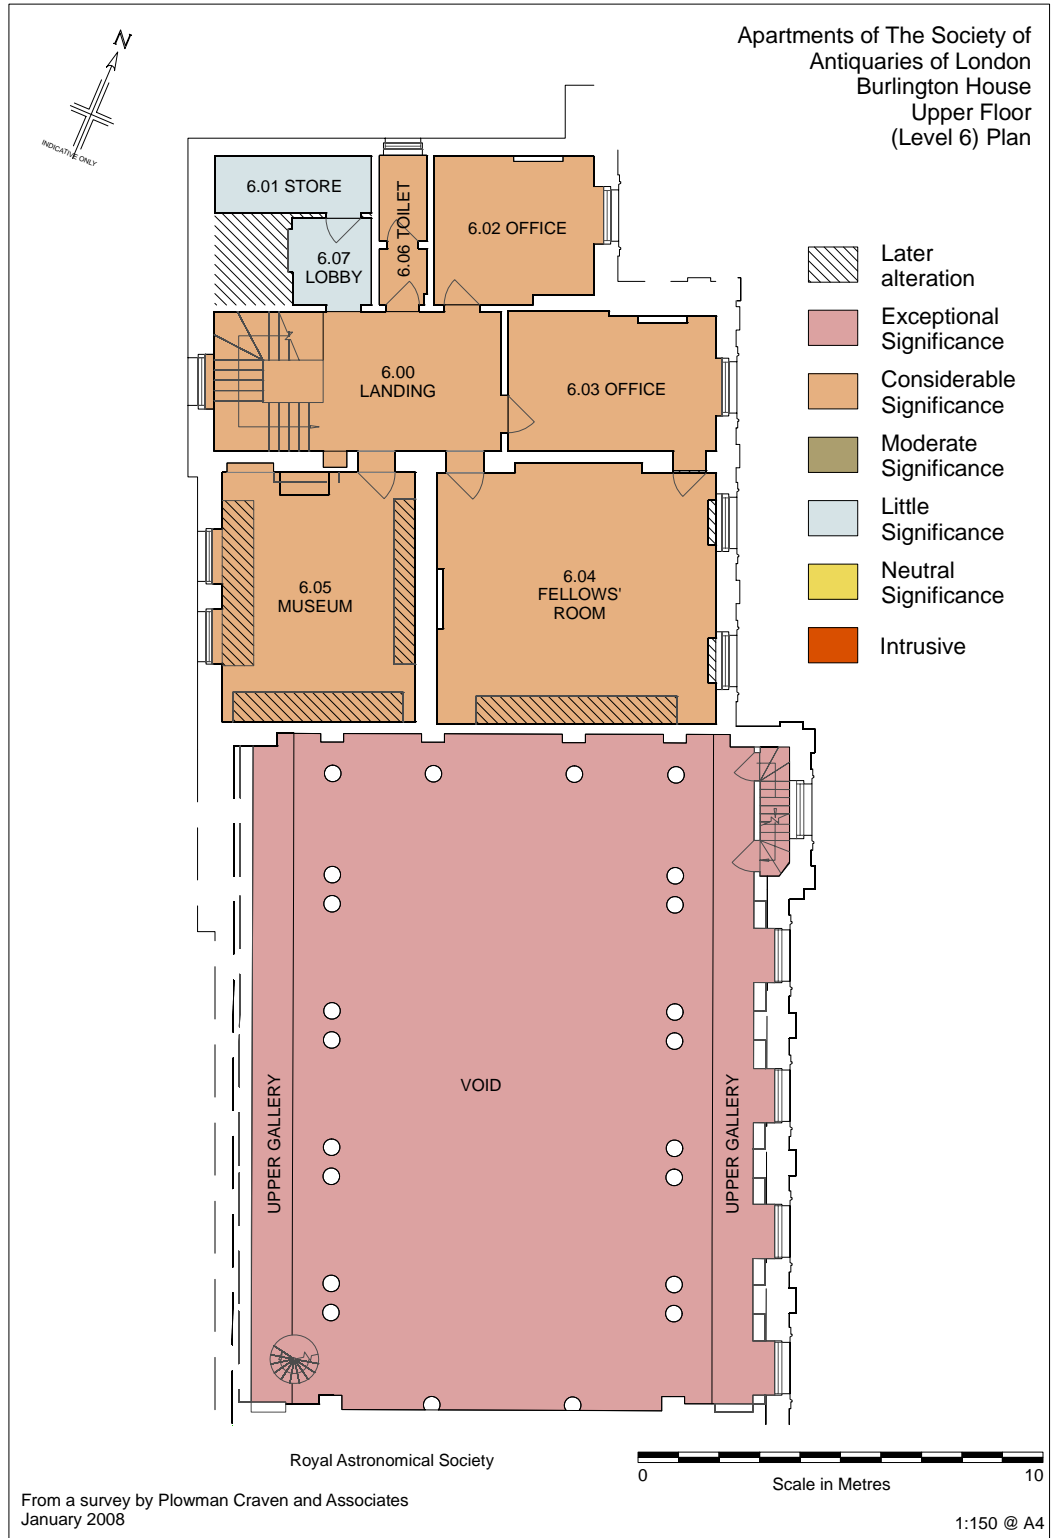 N
INDICATIVE ONLY
Apartments of The Society of
Antiquaries of London
Burlington House
Upper Floor
(Level 6) Plan
6.01 STORE
6.06 TOILET
6.02 OFFICE
6.07
LOBBY
6.00
LANDING
6.03 OFFICE
6.05
MUSEUM
6.04
FELLOWS'
ROOM
Later
alteration
Exceptional
Significance
Considerable
Significance
Moderate
Significance
Little
Significance
Neutral
Significance
Intrusive
UPPER GALLERY
VOID
UPPER GALLERY
Royal Astronomical Society
0
10
Scale in Metres
From a survey by Plowman Craven and Associates
January 2008
1:150 @ A4